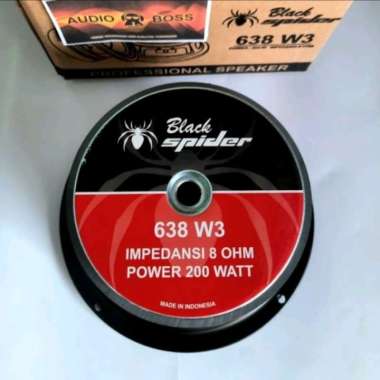 AUDIO BOSS
Black
spider
638 W3
PROFESSIONAL SPEAKER
Black
spider
638 W3
IMPEDANSI 8 OHM
POWER 200 WATT
MADE IN INDONESIA